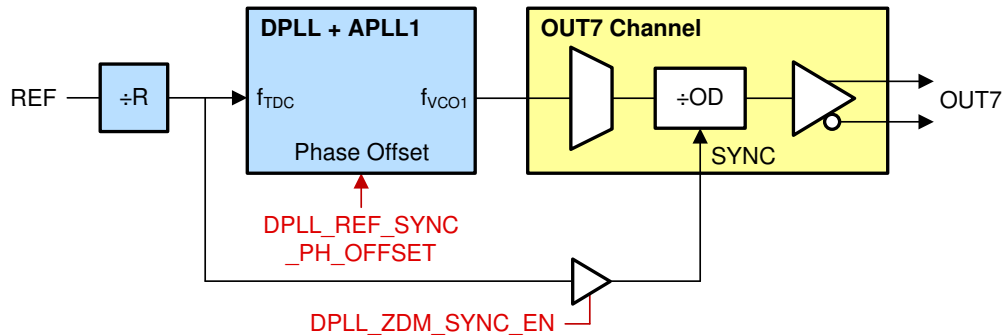 DPLL + APLL1
OUT7 Channel
REF
÷R
fTDC
fVCO1
÷OD
OUT7
Phase Offset
SYNC
DPLL_REF_SYNC
_PH_OFFSET
DPLL_ZDM_SYNC_EN